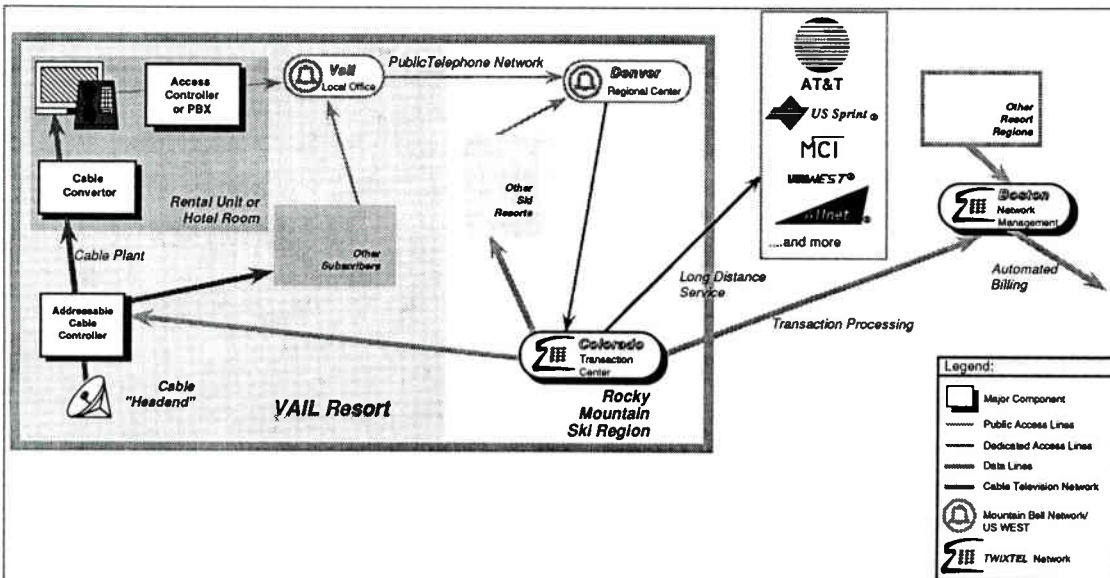 Access
Controller
or PBX
Vail
Local Office
PublicTelephone Network
Denver
Regional Center
AT&T
US Sprint ®
MCI
Allnet ®
....and more
Other
Resort
Regions
Boston
Network
Management
Automated
Billing
Cable
Convertor
Rental Unit or
Hotel Room
Other
Ski
Resorts
Cable Plant
Other
Subscribers
Addressable
Cable
Controller
Long Distance
Service
Transaction Processing
Colorado
Transaction
Center
Cable
"Headend"
VAIL Resort
Rocky
Mountain
Ski Region
Legend:
Major Component
Public Access Lines
Dedicated Access Lines
Data Lines
Cable Television Network
Mountain Bell Network/
US WEST
TWIXTEL Network